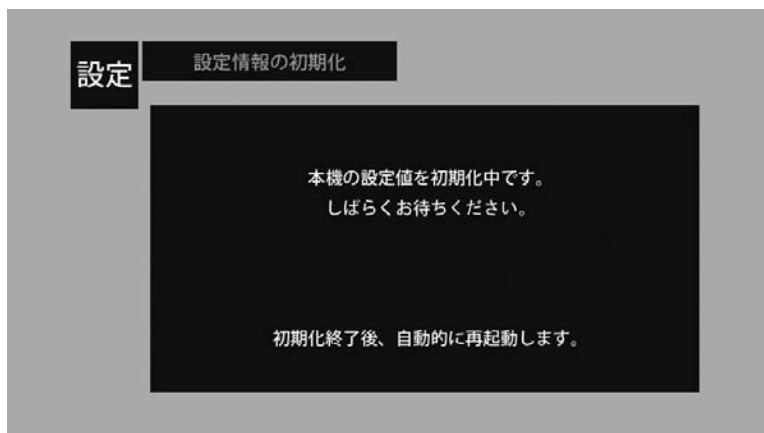 設定
設定情報の初期化
本機の設定値を初期化中です。
しばらくお待ちください。
初期化終了後、自動的に再起動します。